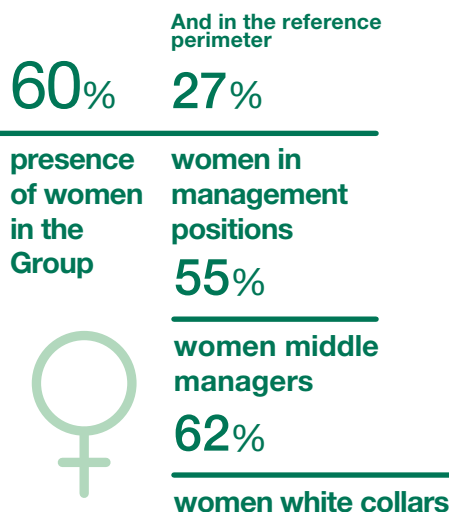 60%
presence
of women
in the
Group
And in the reference
perimeter
27%
women in
management
positions
55%
women middle
managers
62%
women white collars